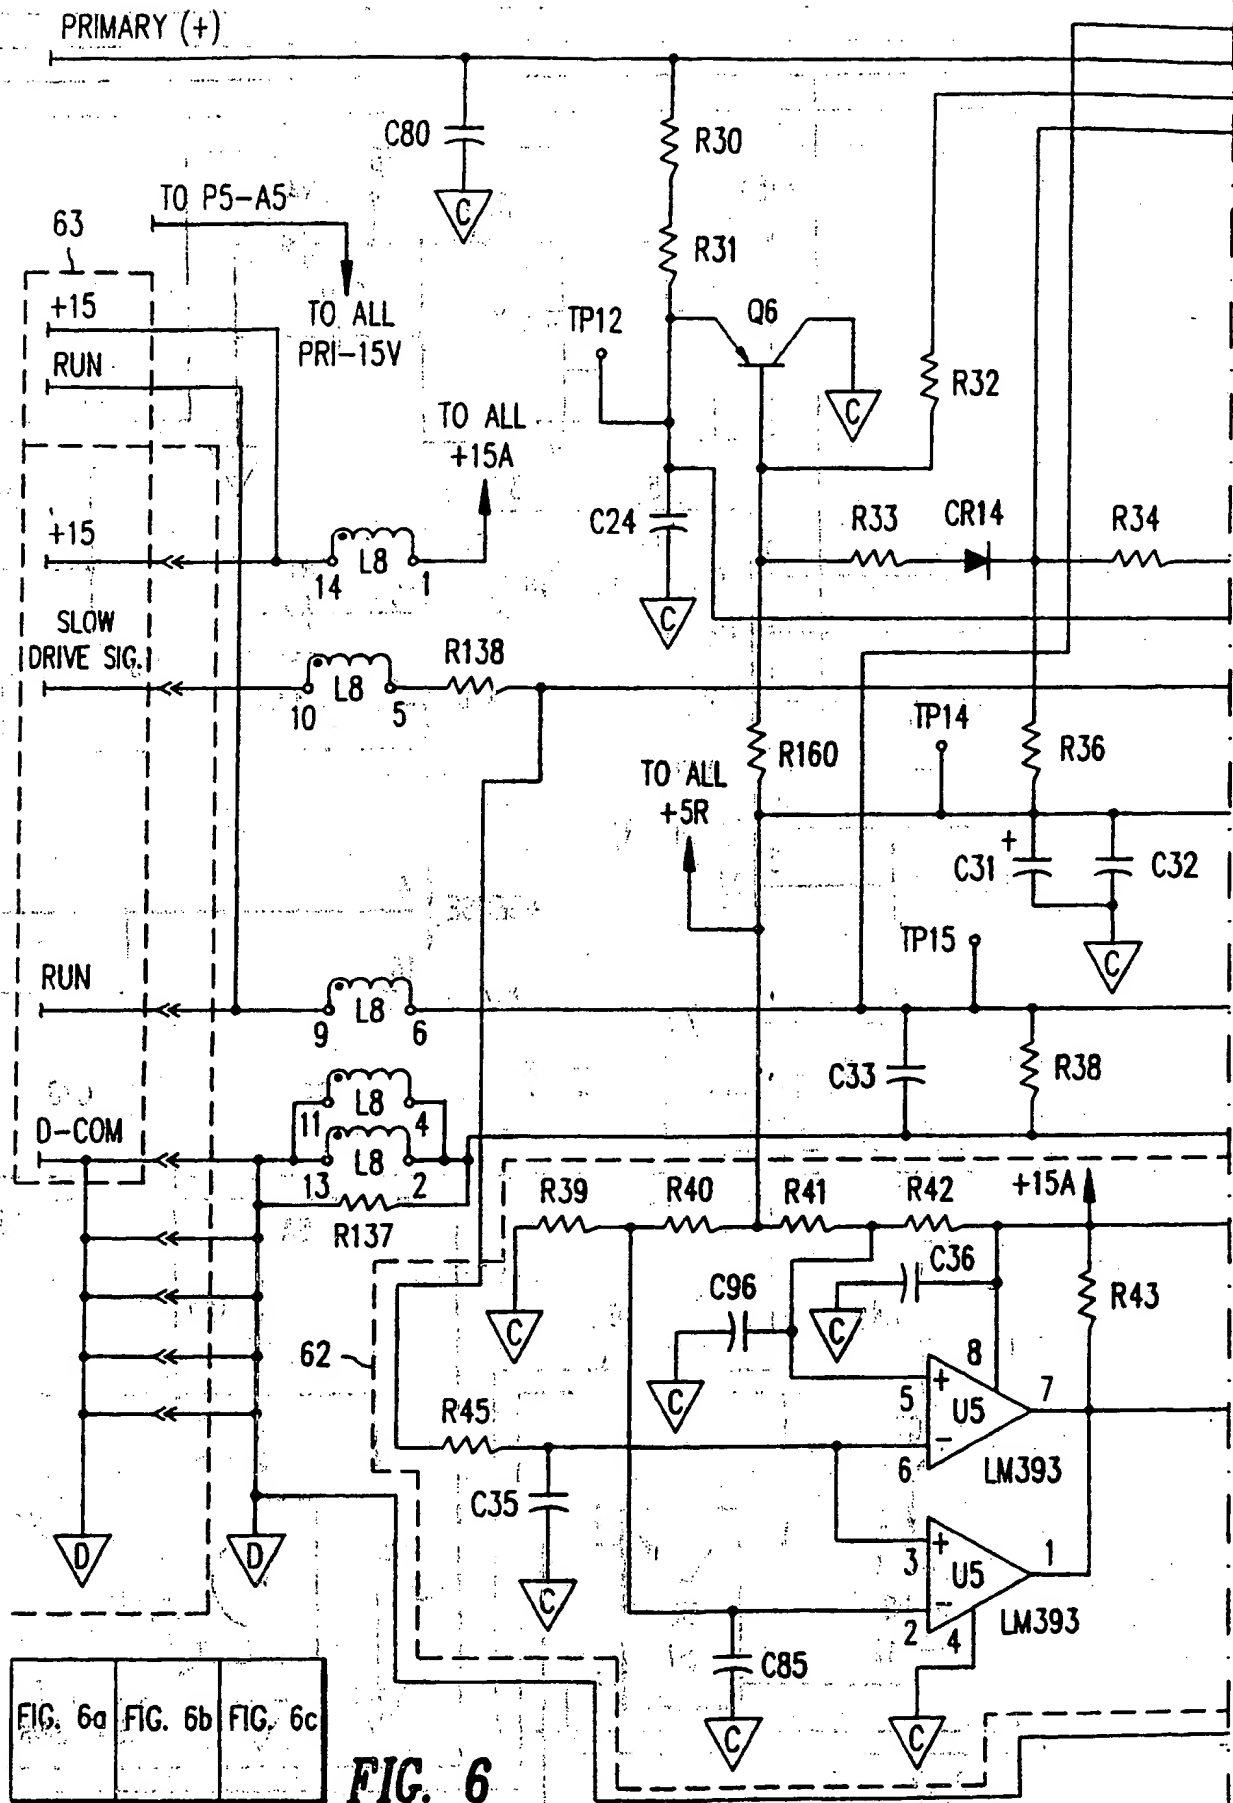 PRIMARY (+)
C80
C
R30
TO P5-A5
63
R31
+15
TO ALL
PRI-15V
TP12
Q6
RUN
R32
C
TO ALL
+15A
+15
C24
R33
CR14
R34
L8
14
1
C
SLOW
DRIVE SIG.
R138
L8
10
5
TP14
R160
R36
TO ALL
+5R
+
C31
C32
TP15
C
RUN
L8
9
6
C33
R38
L8
11
4
D-COM
L8
13
2
R137
R39
R40
R41
R42
+15A
C36
C96
R43
C
C
62
8
C
5
+
U5
7
R45
-
6
LM393
C35
3
+
U5
1
D
D
C
-
2
4
LM393
C85
FIG. 6a
FIG. 6b
FIG. 6c
C
C
FIG. 6